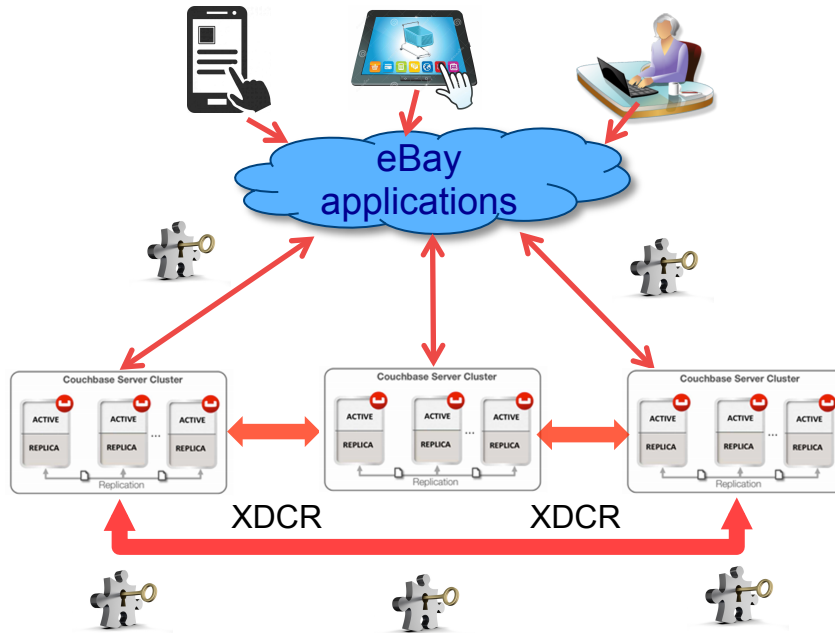 eBay
applications
Couchbase Server Cluster
ACTIVE
ACTIVE
ACTIVE
REPLICA
REPLICA
...
REPLICA
Replication
Couchbase Server Cluster
ACTIVE
ACTIVE
ACTIVE
REPLICA
REPLICA
...
REPLICA
Replication
Couchbase Server Cluster
ACTIVE
ACTIVE
ACTIVE
REPLICA
REPLICA
...
REPLICA
Replication
XDCR
XDCR